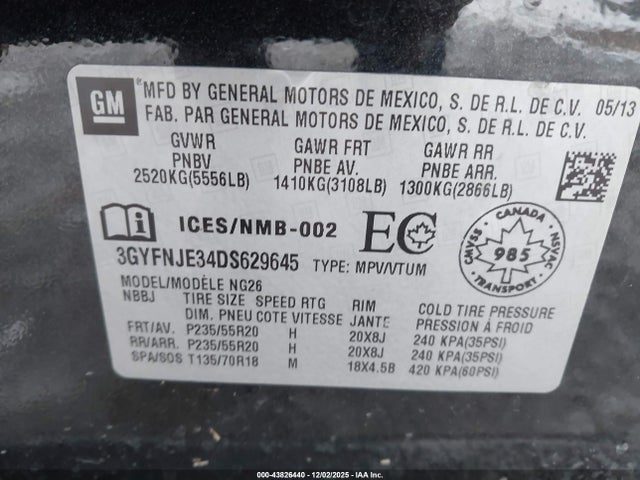 GM
MFD BY GENERAL MOTORS DE MEXICO, S. DE R.L. DE C.V. 05/13
FAB. PAR GENERAL MOTORS DE MEXICO, S. DE R.L. DE C.V.
GVWR GAWR FRT GAWR RR
PNBV PNBE AV. PNBE ARR.
2520KG(5556LB) 1410KG(3108LB) 1300KG(2866LB)
i ICES/NMB-002 EC
CANADA
CMVSS NSVAC
985
3GYFNJE34DS629645 TYPE: MPV/VTUM
MODEL/MODÈLE NG26
NBBJ TIRE SIZE SPEED RTG RIM COLD TIRE PRESSURE
DIM. PNEU COTE VITESSE JANTE PRESSION À FROID
FRT/AV. P235/55R20 H 20X8J 240 KPA(35PSI)
RR/ARR. P235/55R20 H 20X8J 240 KPA(35PSI)
SPA/SOS T135/70R18 M 18X4.5B 420 KPA(60PSI)
000-43826440 - 12/02/2025 - IAA Inc.